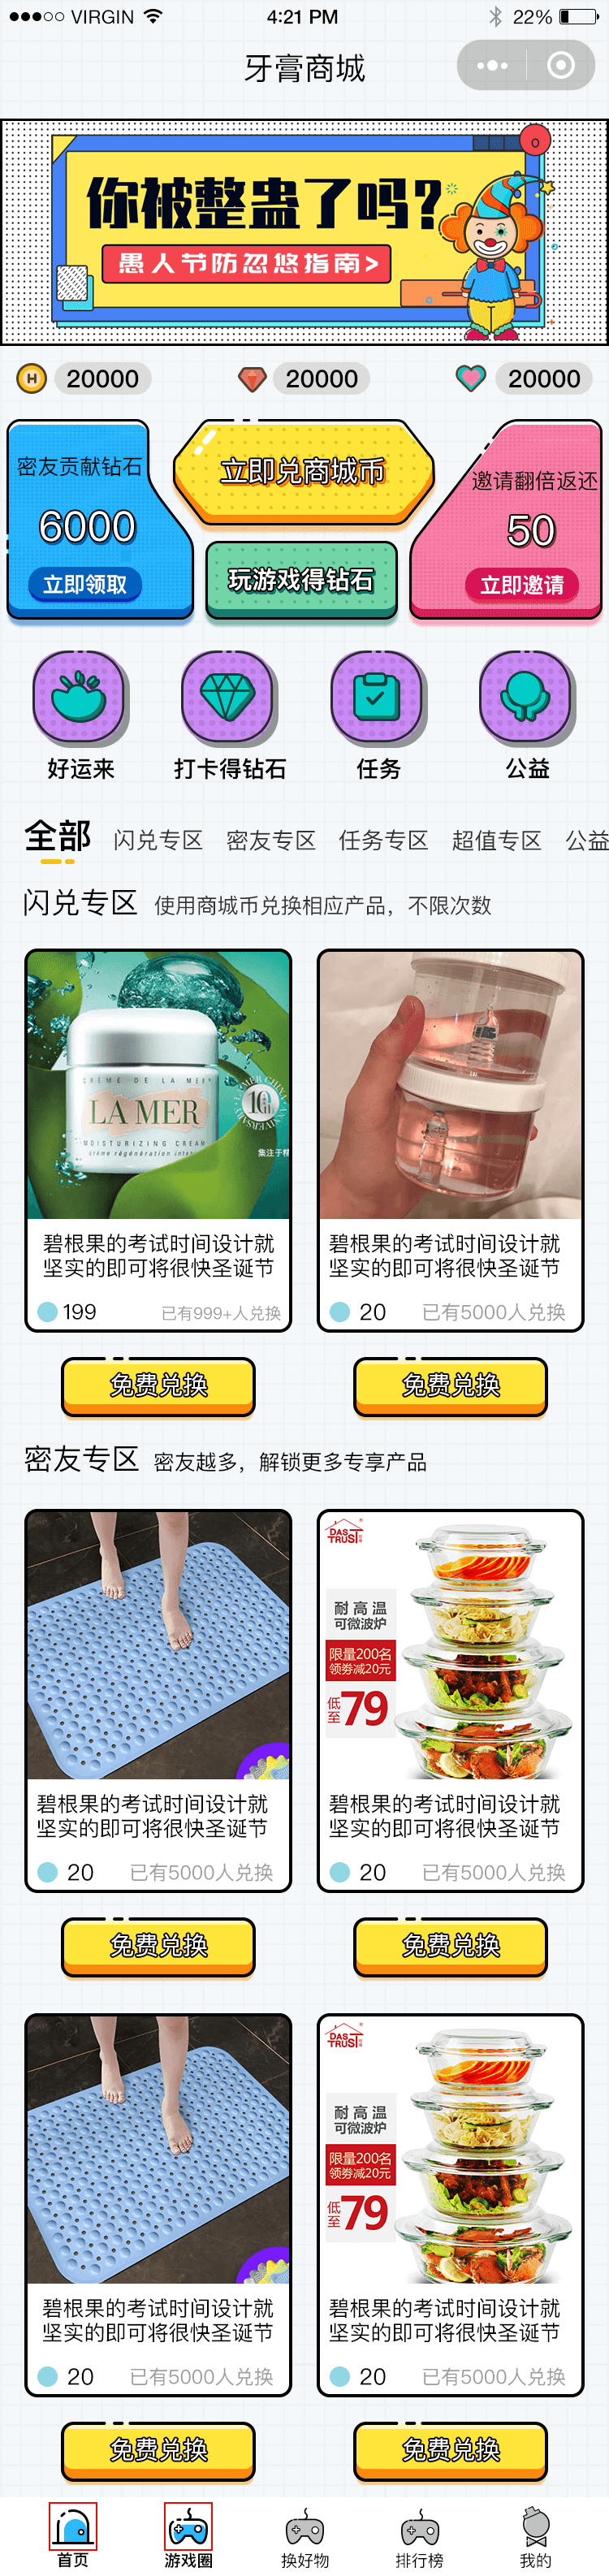 VIRGIN
4:21 PM
22%
牙膏商城
你被整蛊了吗?
愚人节防忽悠指南>
20000
20000
20000
密友贡献钻石
6000
立即领取
立即兑商城币
玩游戏得钻石
邀请翻倍返还
50
立即邀请
好运来
打卡得钻石
任务
公益
全部
闪兑专区
密友专区
任务专区
超值专区
公益
闪兑专区
使用商城币兑换相应产品，不限次数
CRÈME DE LA MER
LA MER
MOISTURIZING CREAM
crème régénération inten
集注于精
碧根果的考试时间设计就
坚实的即可将很快圣诞节
199
已有999+人兑换
碧根果的考试时间设计就
坚实的即可将很快圣诞节
20
已有5000人兑换
免费兑换
免费兑换
密友专区
密友越多，解锁更多专享产品
DAS
TRUST
耐高温
可微波炉
限量200名
领券减20元
低至79
碧根果的考试时间设计就
坚实的即可将很快圣诞节
20
已有5000人兑换
碧根果的考试时间设计就
坚实的即可将很快圣诞节
20
已有5000人兑换
免费兑换
免费兑换
DAS
TRUST
耐高温
可微波炉
限量200名
领券减20元
低至79
碧根果的考试时间设计就
坚实的即可将很快圣诞节
20
已有5000人兑换
碧根果的考试时间设计就
坚实的即可将很快圣诞节
20
已有5000人兑换
免费兑换
免费兑换
首页
游戏圈
换好物
排行榜
我的